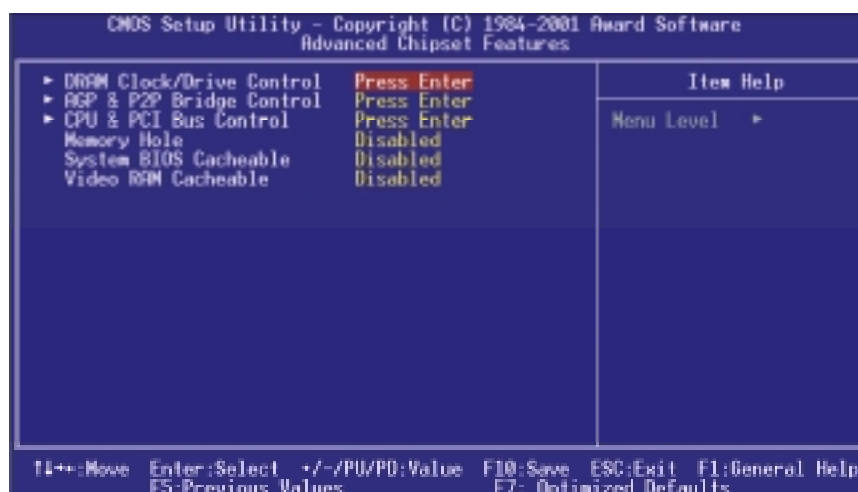 CMOS Setup Utility – Copyright (C) 1984-2001 Award Software
Advanced Chipset Features
► DRAM Clock/Drive Control Press Enter
► AGP & P2P Bridge Control Press Enter
► CPU & PCI Bus Control Press Enter
Memory Hole Disabled
System BIOS Cacheable Disabled
Video RAM Cacheable Disabled
Item Help
Menu Level ►
↑↓→←:Move Enter:Select +/-/PU/PD:Value F10:Save ESC:Exit F1:General Help
F5:Previous Values F7: Optimized Defaults